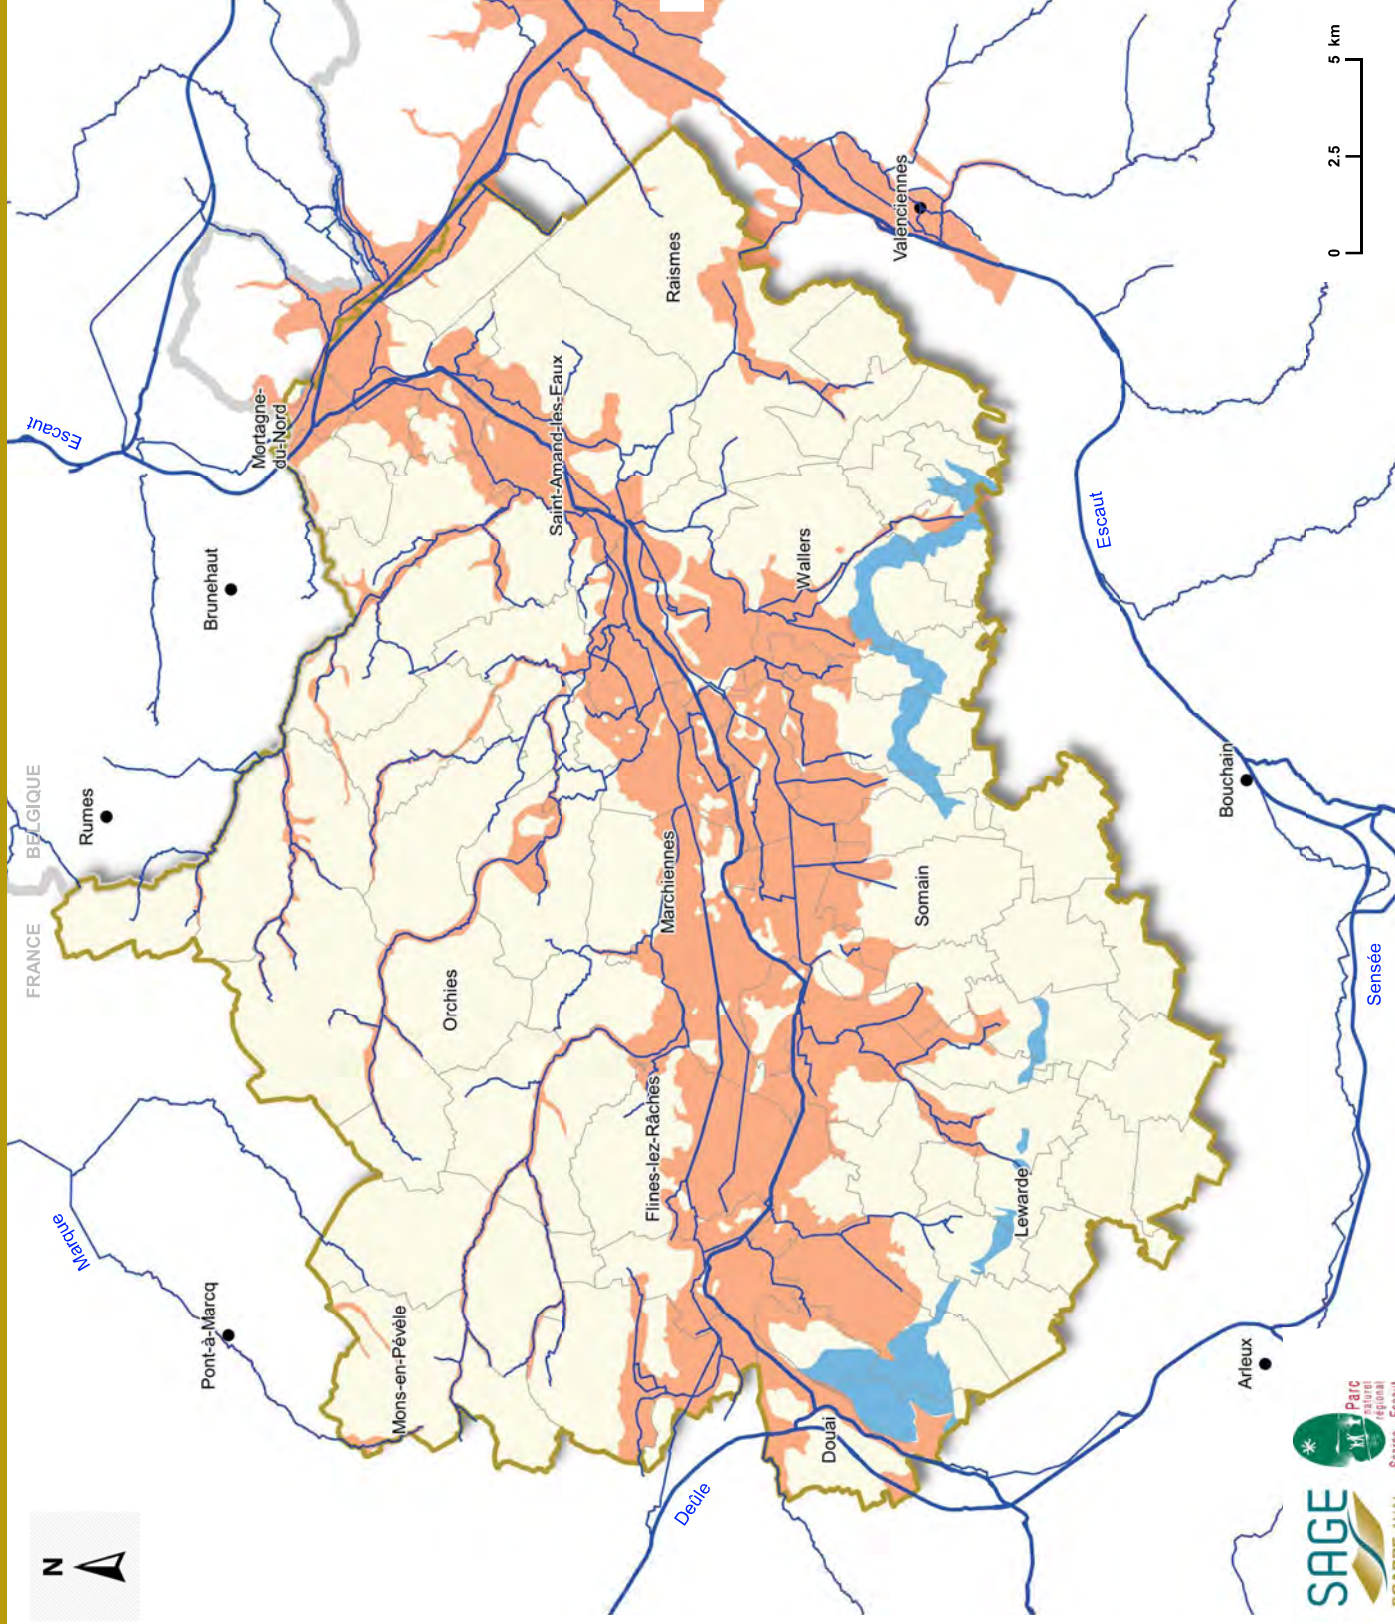 N
FRANCE
BELGIQUE
Rumes
Brunehaut
Escaut
Mortagne-
du-Nord
Marque
Pont-à-Marcq
Mons-en-Pévèle
Orchies
Saint-Amand-les-Eaux
Raismes
Flines-lez-Râches
Marchiennes
Wallers
Valenciennes
Deûle
Douai
Lewarde
Somain
Escaut
Bouchain
Arleux
Sensée
0
2.5
5 km
SAGE
Parc
naturel
régional